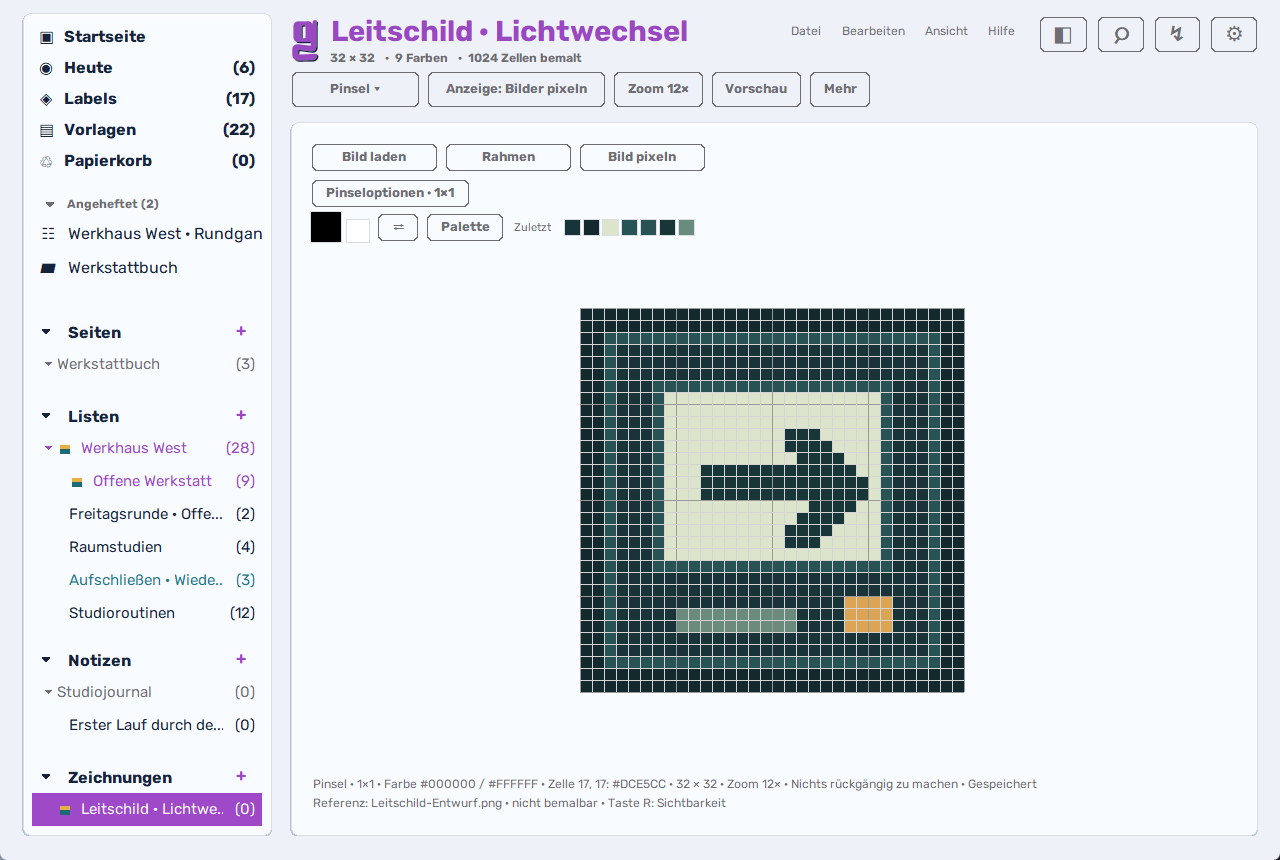 Startseite
Heute (6)
Labels (17)
Vorlagen (22)
Papierkorb (0)
Angeheftet (2)
Werkhaus West • Rundgan
Werkstattbuch
Seiten +
Werkstattbuch (3)
Listen +
Werkhaus West (28)
Offene Werkstatt (9)
Freitagsrunde • Offe... (2)
Raumstudien (4)
Aufschließen • Wiede.. (3)
Studioroutinen (12)
Notizen +
Studiojournal (0)
Erster Lauf durch de... (0)
Zeichnungen +
Leitschild • Lichtwe.. (0)
g
Leitschild • Lichtwechsel
32 × 32 • 9 Farben • 1024 Zellen bemalt
Datei Bearbeiten Ansicht Hilfe
Pinsel ▾ Anzeige: Bilder pixeln Zoom 12× Vorschau Mehr
Bild laden Rahmen Bild pixeln
Pinseloptionen • 1×1
Palette Zuletzt
Pinsel • 1×1 • Farbe #000000 / #FFFFFF • Zelle 17, 17: #DCE5CC • 32 × 32 • Zoom 12× • Nichts rückgängig zu machen • Gespeichert
Referenz: Leitschild-Entwurf.png • nicht bemalbar • Taste R: Sichtbarkeit